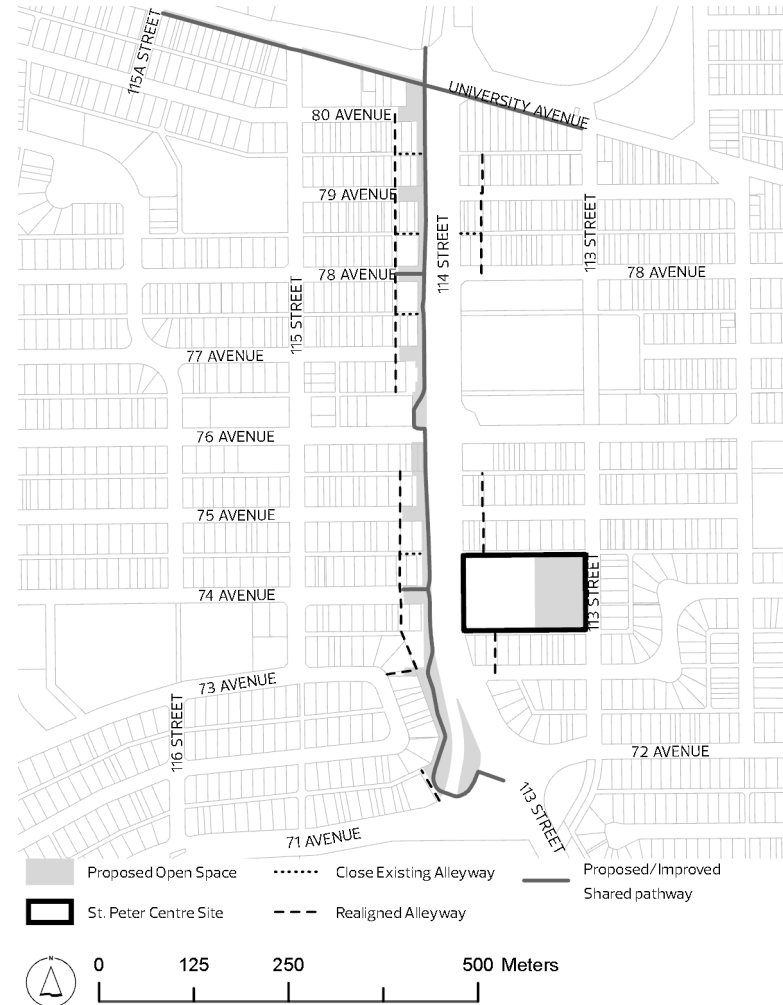 115A STREET
UNIVERSITY AVENUE
80 AVENUE
79 AVENUE
113 STREET
114 STREET
78 AVENUE
78 AVENUE
115 STREET
77 AVENUE
76 AVENUE
75 AVENUE
74 AVENUE
113 STREET
73 AVENUE
116 STREET
72 AVENUE
113 STREET
71 AVENUE
Proposed Open Space
Close Existing Alleyway
Proposed/Improved
Shared pathway
St. Peter Centre Site
Realigned Alleyway
N
0 125 250 500 Meters